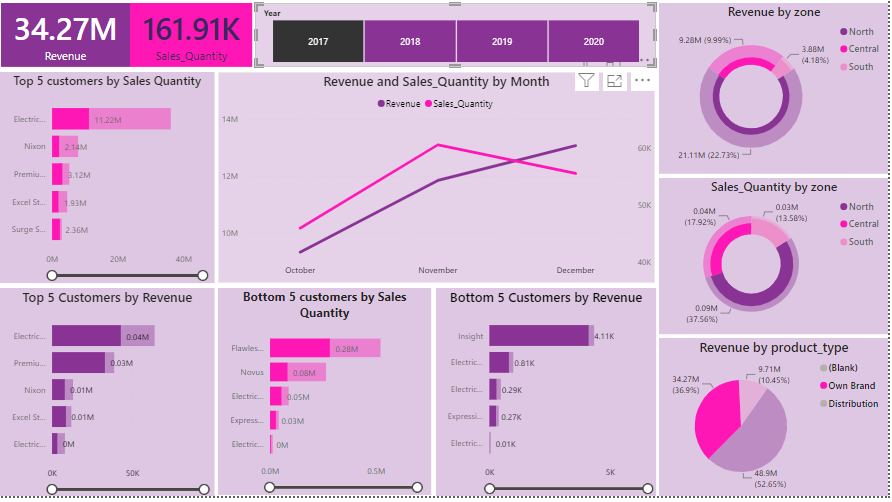 34.27M
Revenue
161.91K
Sales_Quantity
Year
2017
2018
2019
2020
Revenue by zone
9.28M (9.99%)
3.88M
(4.18%)
21.11M (22.73%)
North
Central
South
Top 5 customers by Sales Quantity
Electric...
11.22M
Nixon
2.14M
Premiu...
3.12M
Excel St...
1.93M
Surge S...
2.36M
0M
20M
40M
Revenue and Sales_Quantity by Month
Revenue
Sales_Quantity
14M
12M
10M
60K
50K
40K
October
November
December
Sales_Quantity by zone
0.04M
(17.92%)
0.03M
(13.58%)
0.09M
(37.56%)
North
Central
South
Top 5 Customers by Revenue
Electric...
0.04M
Premiu...
0.03M
Nixon
0.01M
Excel St...
0.01M
Electric...
0M
0K
50K
Bottom 5 customers by Sales
Quantity
Flawles...
0.28M
Novus
0.08M
Electric...
0.05M
Express...
0.03M
Electric...
0M
0.0M
0.5M
Bottom 5 Customers by Revenue
Insight
4.11K
Electric...
0.81K
Electric...
0.29K
Expressi...
0.27K
Electric...
0.01K
0K
5K
Revenue by product_type
34.27M
(36.9%)
9.71M
(10.45%)
48.9M
(52.65%)
(Blank)
Own Brand
Distribution